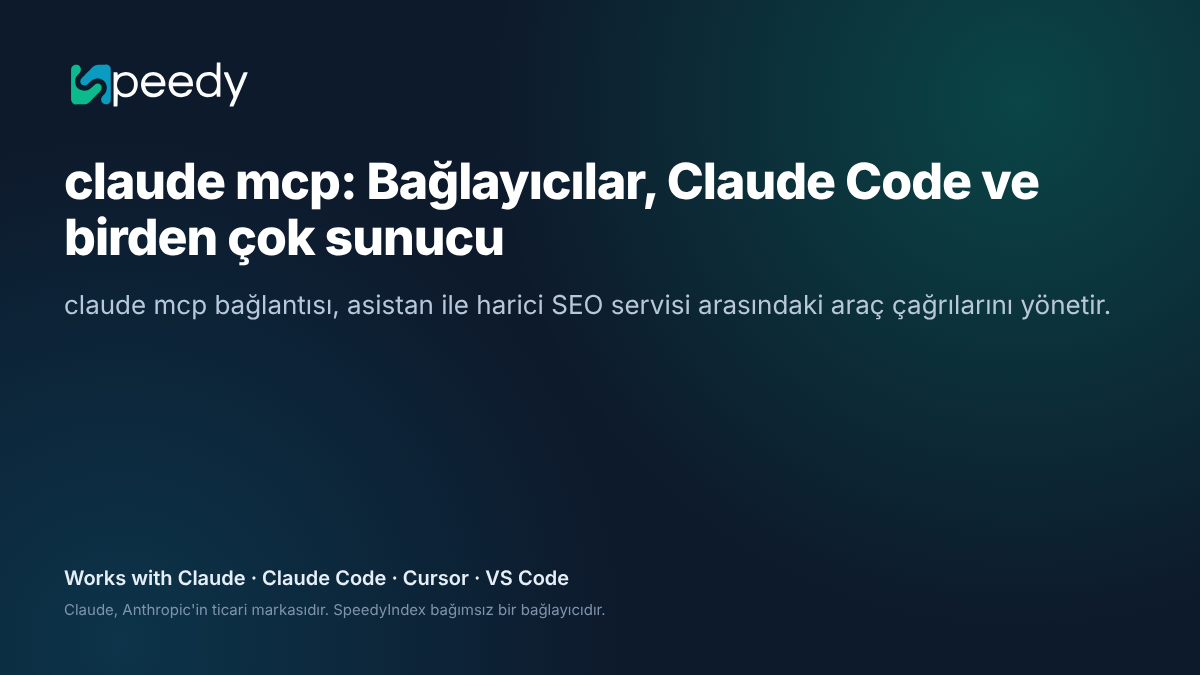 Speedy
claude mcp: Bağlayıcılar, Claude Code ve
birden çok sunucu
claude mcp bağlantısı, asistan ile harici SEO servisi arasındaki araç çağrılarını yönetir.
Works with Claude · Claude Code · Cursor · VS Code
Claude, Anthropic'in ticari markasıdır. SpeedyIndex bağımsız bir bağlayıcıdır.